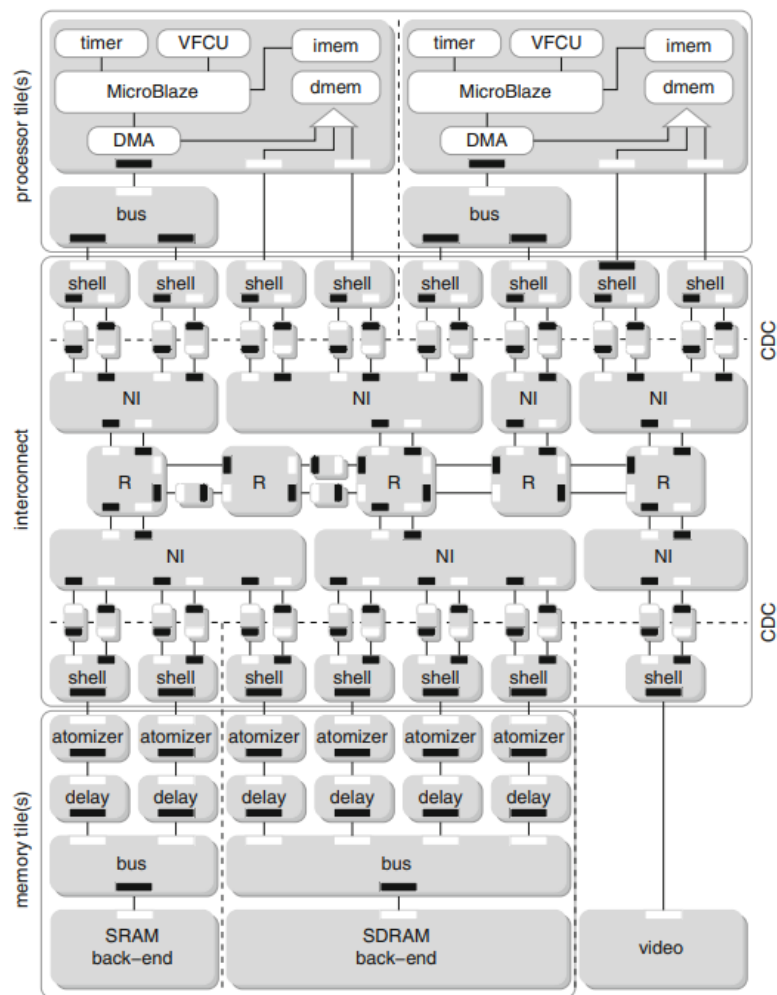 timer VFCU imem timer VFCU imem
MicroBlaze dmem MicroBlaze dmem
DMA DMA
processor tile(s)
bus bus
shell shell shell shell shell shell shell shell
CDC
NI NI NI NI
interconnect
R R R R R
NI NI NI
CDC
shell shell shell shell shell shell shell
atomizer atomizer atomizer atomizer atomizer atomizer
delay delay delay delay delay delay
memory tile(s)
bus bus
SRAM SDRAM video
back-end back-end